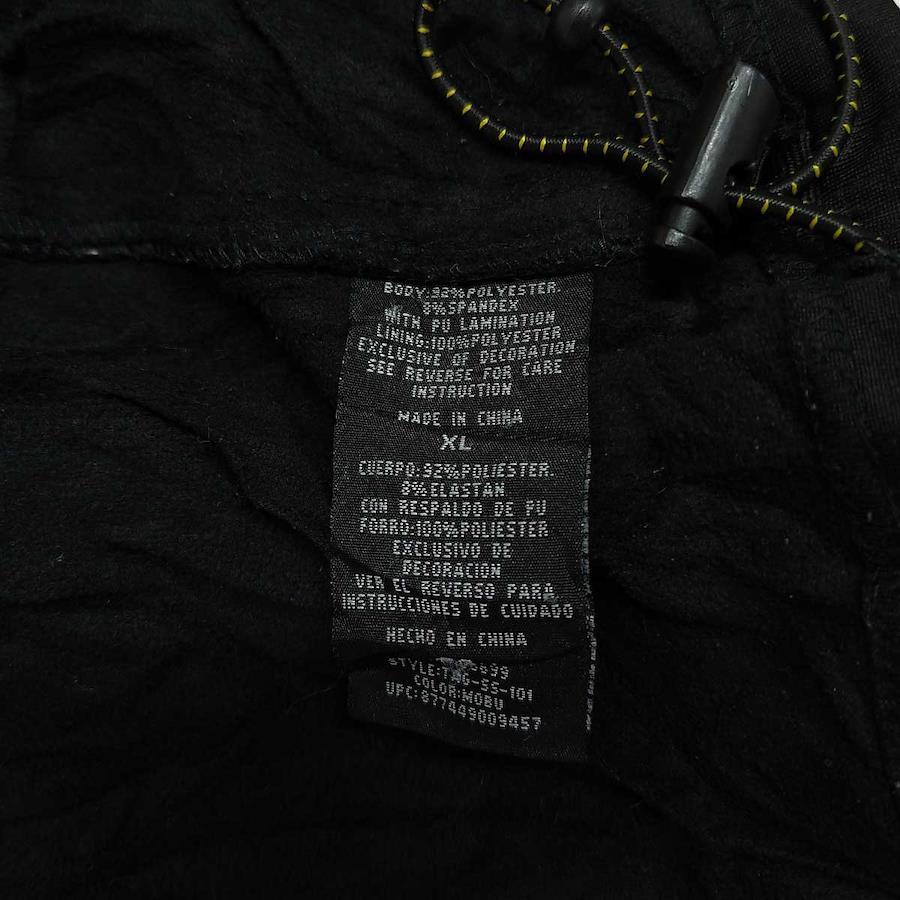 BODY:92%POLYESTER.
8%SPANDEX
WITH PU LAMINATION
LINING:100%POLYESTER
EXCLUSIVE OF DECORATION
SEE REVERSE FOR CARE
INSTRUCTION
MADE IN CHINA
XL
CUERPO:92%POLIESTER.
8%ELASTAN
CON RESPALDO DE PU
FORRO:100%POLIESTER
EXCLUSIVO DE
DECORACION
VER EL REVERSO PARA
INSTRUCCIONES DE CUIDADO
HECHO EN CHINA
COLOR:MOBU
UPC:877449009457